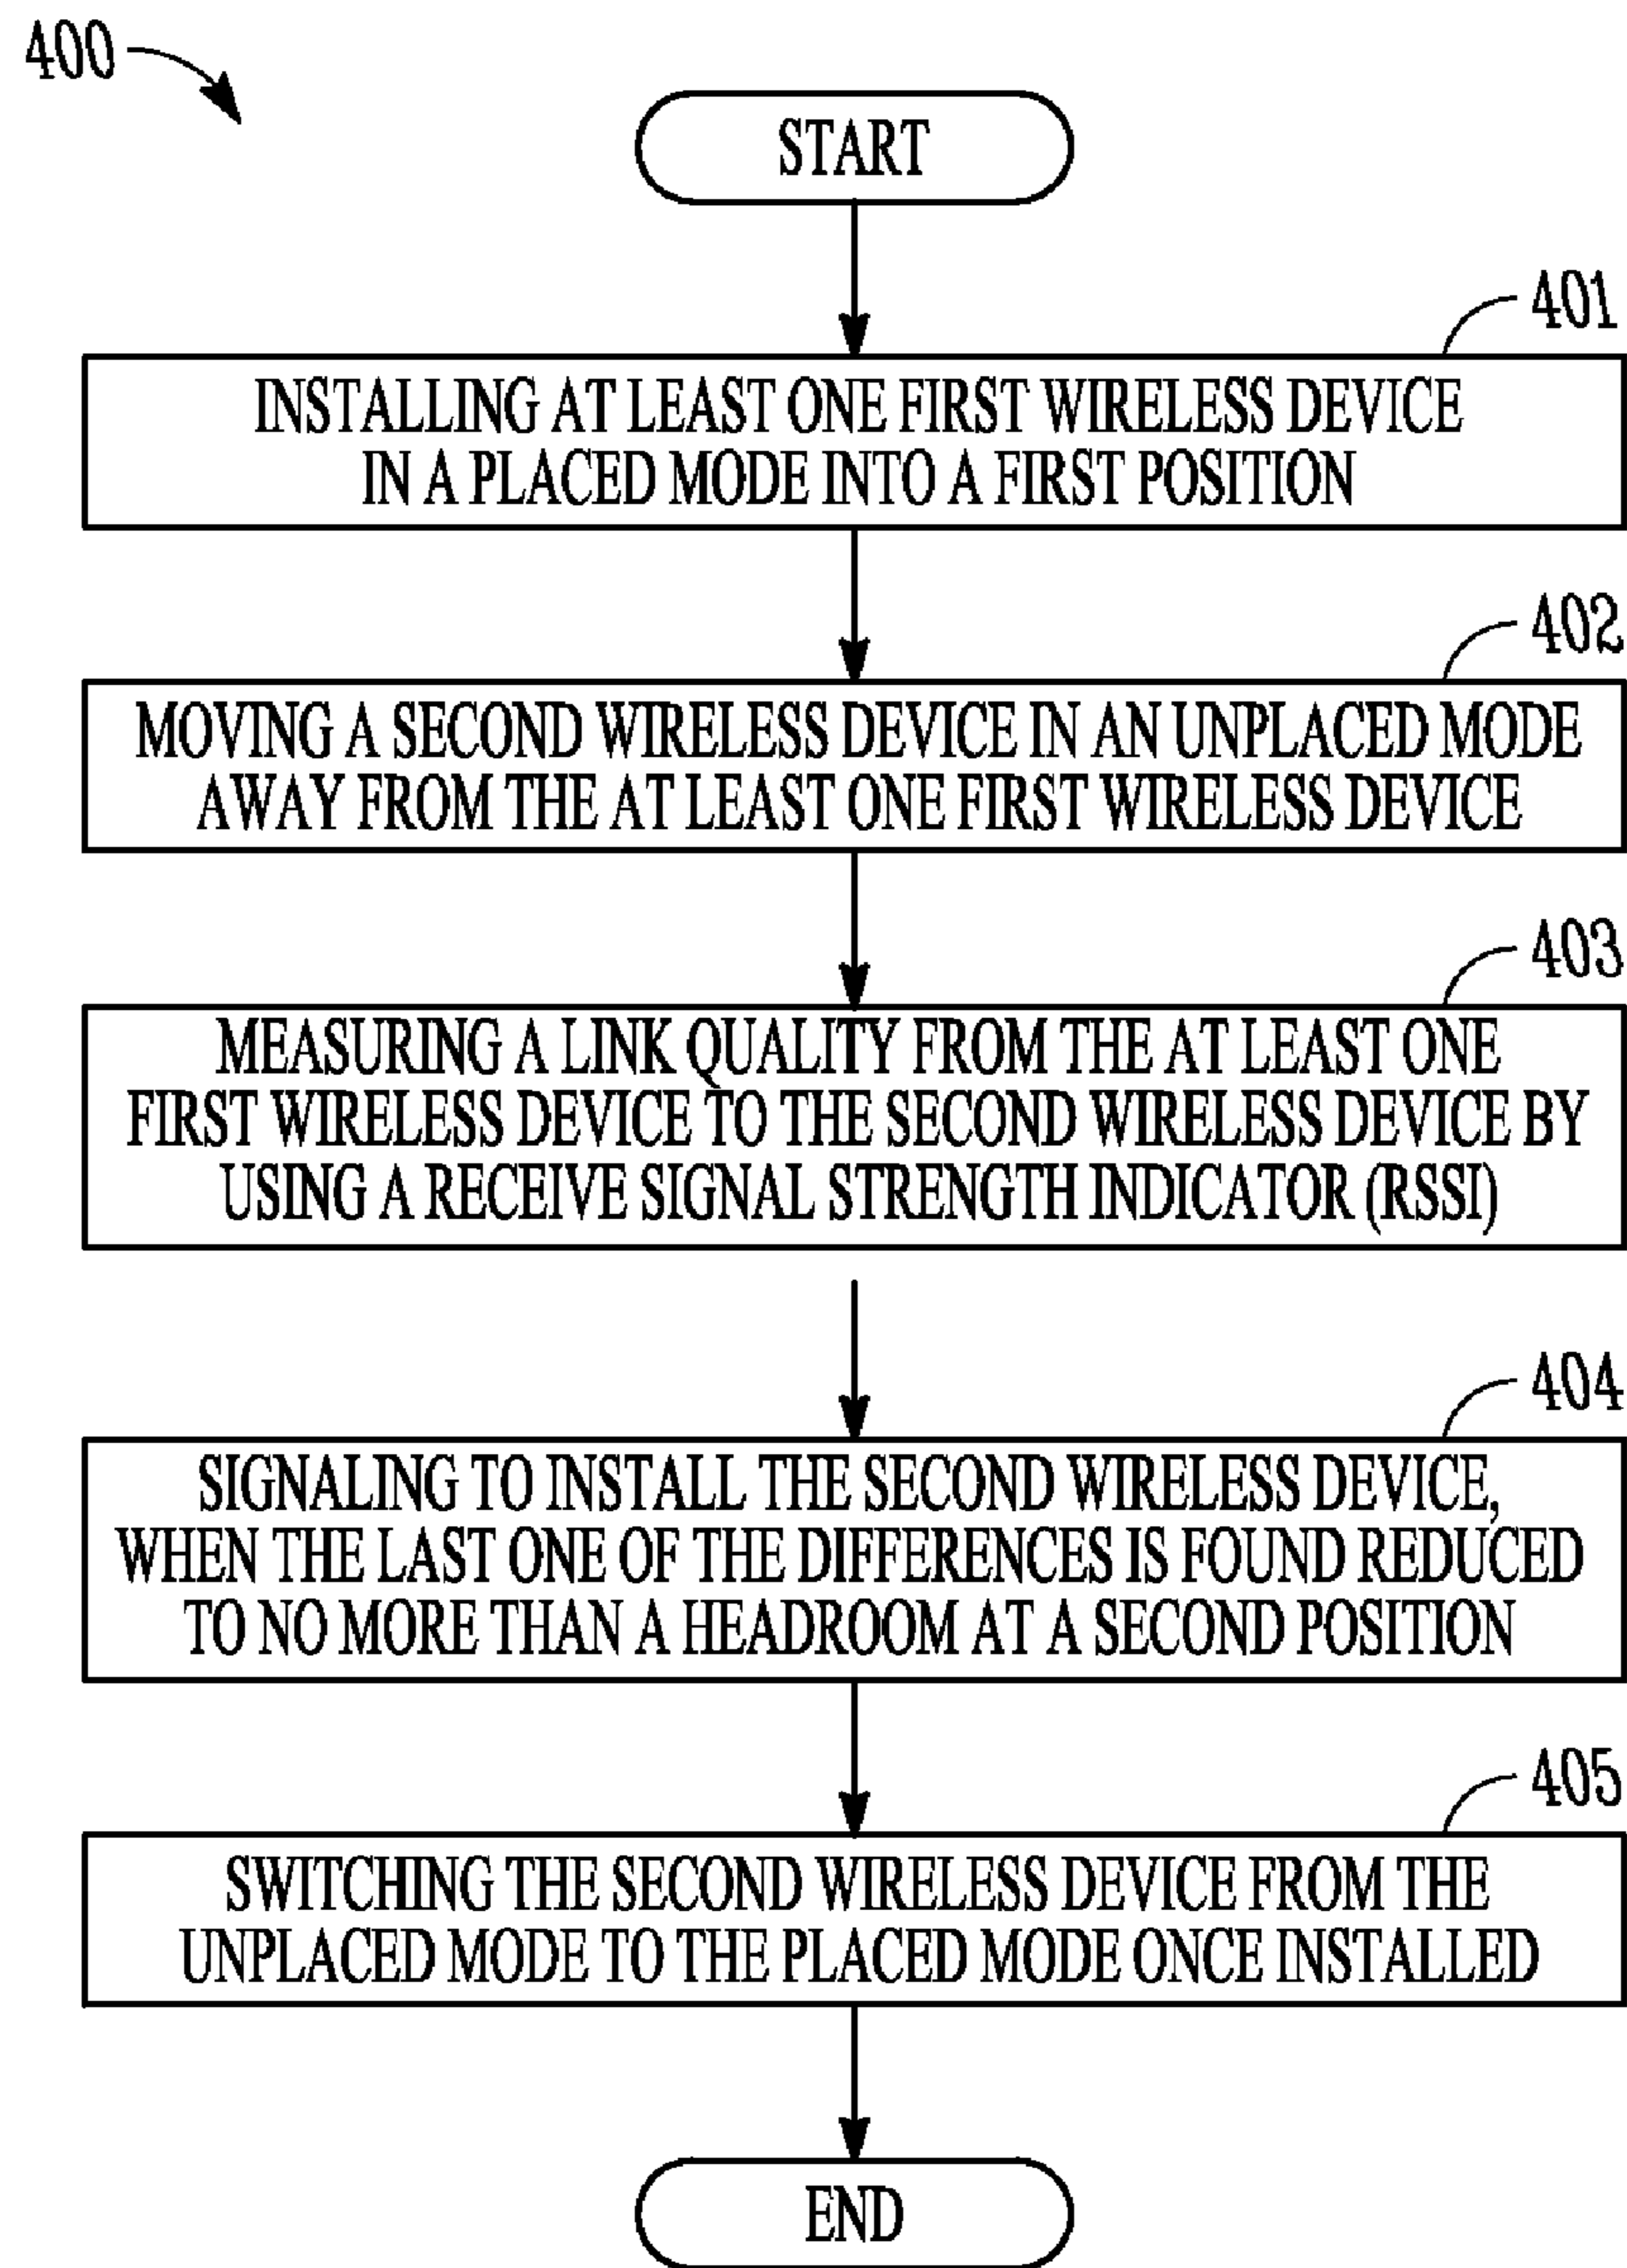 400
START
401
INSTALLING AT LEAST ONE FIRST WIRELESS DEVICE
IN A PLACED MODE INTO A FIRST POSITION
402
MOVING A SECOND WIRELESS DEVICE IN AN UNPLACED MODE
AWAY FROM THE AT LEAST ONE FIRST WIRELESS DEVICE
403
MEASURING A LINK QUALITY FROM THE AT LEAST ONE
FIRST WIRELESS DEVICE TO THE SECOND WIRELESS DEVICE BY
USING A RECEIVE SIGNAL STRENGTH INDICATOR (RSSI)
404
SIGNALING TO INSTALL THE SECOND WIRELESS DEVICE,
WHEN THE LAST ONE OF THE DIFFERENCES IS FOUND REDUCED
TO NO MORE THAN A HEADROOM AT A SECOND POSITION
405
SWITCHING THE SECOND WIRELESS DEVICE FROM THE
UNPLACED MODE TO THE PLACED MODE ONCE INSTALLED
END